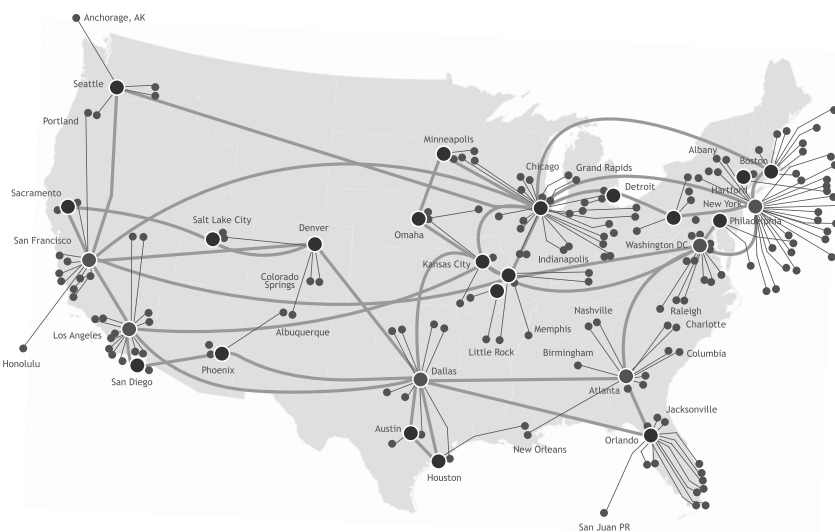 Anchorage, AK
Seattle
Portland
Minneapolis
Chicago
Grand Rapids
Albany
Boston
Detroit
Hartford
New York
Sacramento
Salt Lake City
Omaha
Philadelphia
San Francisco
Denver
Washington DC
Kansas City
Indianapolis
Colorado
Springs
Nashville
Raleigh
Los Angeles
Albuquerque
Memphis
Charlotte
Honolulu
Little Rock
Birmingham
Columbia
San Diego
Phoenix
Dallas
Atlanta
Jacksonville
Austin
Orlando
New Orleans
Houston
San Juan PR